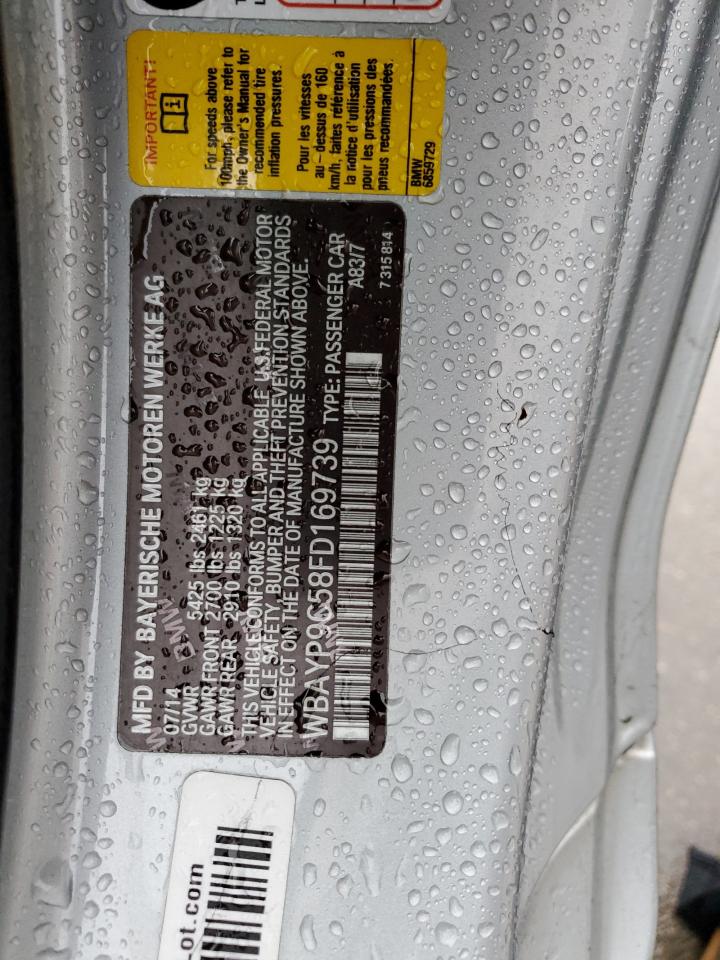 IMPORTANT!
For speeds above
100mph, please refer to
the Owner's Manual for
recommended tire
inflation pressures.
Pour les vitesses
au-dessus de 160
km/h, faites référence à
la notice d'utilisation
pour les pressions des
pneus recommandées.
BMW
6859729
MFD BY BAYERISCHE MOTOREN WERKE AG
07/14
GVWR 5425 lbs 2461 kg
GAWR FRONT 2700 lbs 1225 kg
GAWR REAR 2910 lbs 1320 kg
THIS VEHICLE CONFORMS TO ALL APPLICABLE U.S. FEDERAL MOTOR
VEHICLE SAFETY, BUMPER AND THEFT PREVENTION STANDARDS
IN EFFECT ON THE DATE OF MANUFACTURE SHOWN ABOVE.
WBAYP9C58FD169739 TYPE: PASSENGER CAR
A83/7
7 315 814
ot.com